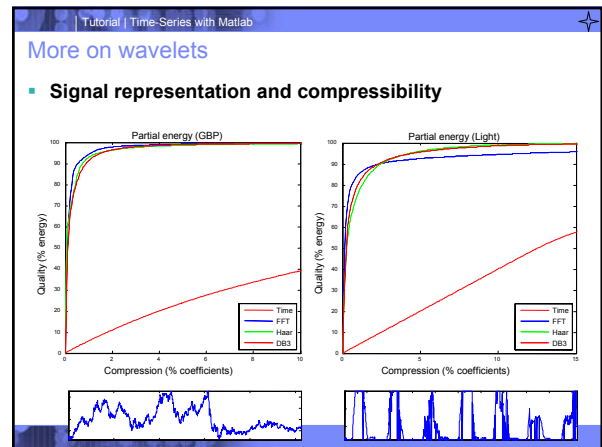 Tutorial | Time-Series with Matlab
More on wavelets
Signal representation and compressibility
Partial energy (GBP)
100
90
80
70
60
50
40
30
20
10
0
Quality (% energy)
0 2 4 6 8 10
Compression (% coefficients)
Time
FFT
Haar
DB3
Partial energy (Light)
100
90
80
70
60
50
40
30
20
10
0
Quality (% energy)
0 5 10 15
Compression (% coefficients)
Time
FFT
Haar
DB3